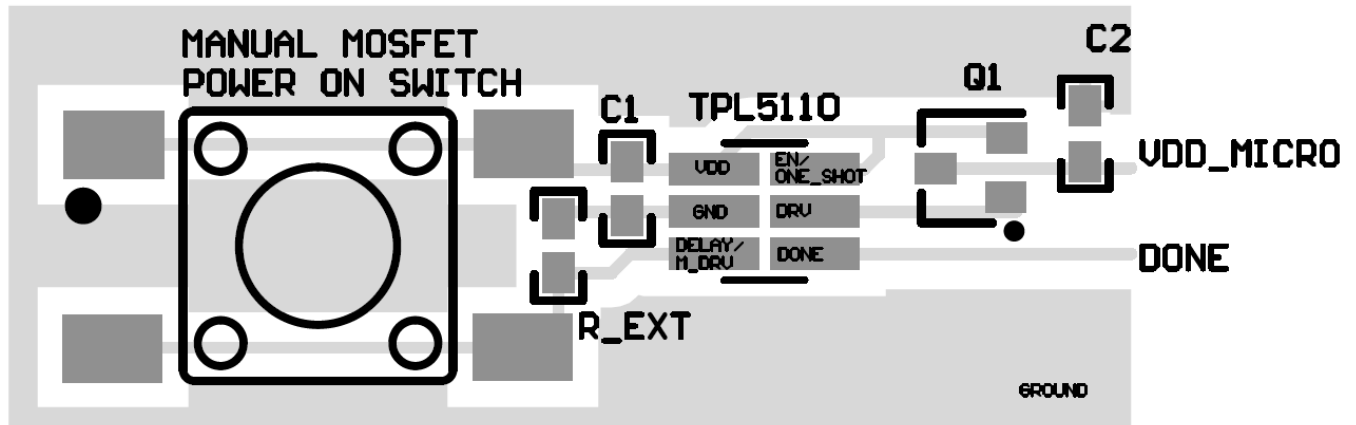 MANUAL MOSFET
POWER ON SWITCH
C1
TPL5110
Q1
C2
VDD
EN/
ONE_SHOT
VDD_MICRO
GND
DRV
DELAY/
M_DRV
DONE
DONE
R_EXT
GROUND